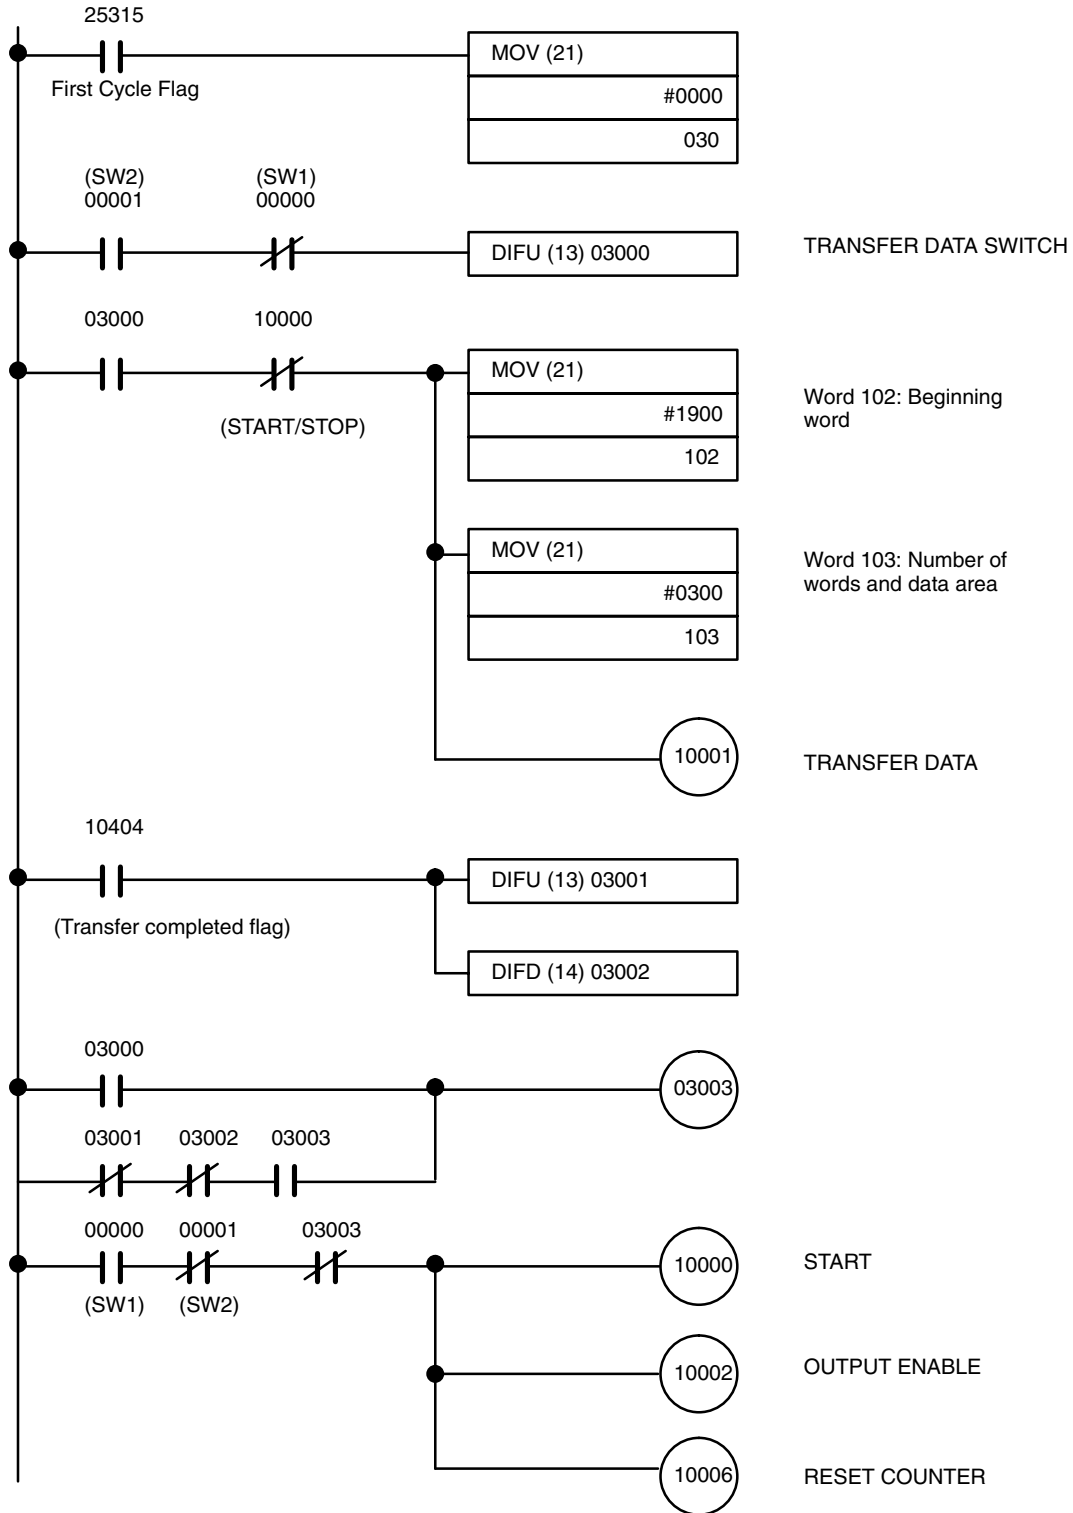 25315
MOV (21)
First Cycle Flag
#0000
030
(SW2) (SW1)
00001 00000
DIFU (13) 03000
TRANSFER DATA SWITCH
03000 10000
MOV (21)
(START/STOP)
#1900
102
Word 102: Beginning
word
MOV (21)
#0300
103
Word 103: Number of
words and data area
10001
TRANSFER DATA
10404
DIFU (13) 03001
(Transfer completed flag)
DIFD (14) 03002
03000
03003
03001 03002 03003
00000 00001 03003
(SW1) (SW2)
10000
START
10002
OUTPUT ENABLE
10006
RESET COUNTER